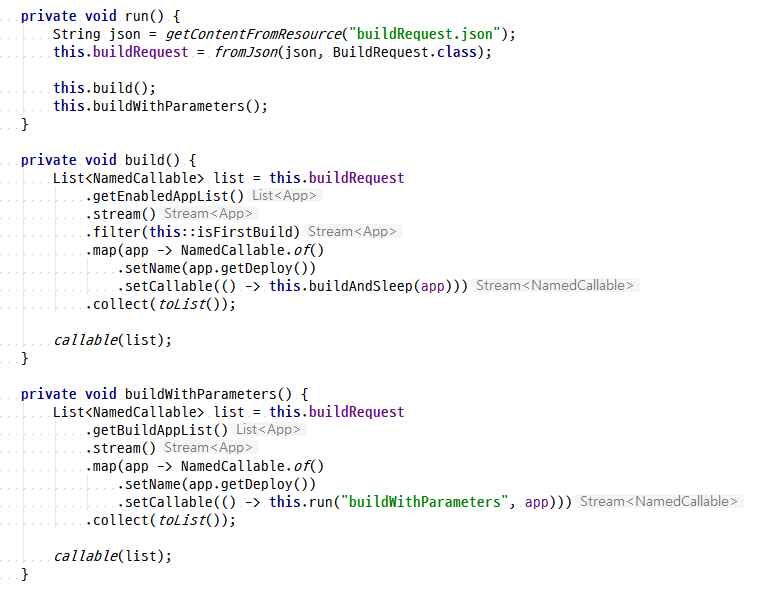 private void run() {
    String json = getContentFromResource("buildRequest.json");
    this.buildRequest = fromJson(json, BuildRequest.class);

    this.build();
    this.buildWithParameters();
}

private void build() {
    List<NamedCallable> list = this.buildRequest
        .getEnabledAppList() List<App>
        .stream() Stream<App>
        .filter(this::isFirstBuild) Stream<App>
        .map(app -> NamedCallable.of()
            .setName(app.getDeploy())
            .setCallable(() -> this.buildAndSleep(app))) Stream<NamedCallable>
        .collect(toList());

    callable(list);
}

private void buildWithParameters() {
    List<NamedCallable> list = this.buildRequest
        .getBuildAppList() List<App>
        .stream() Stream<App>
        .map(app -> NamedCallable.of()
            .setName(app.getDeploy())
            .setCallable(() -> this.run("buildWithParameters", app))) Stream<NamedCallable>
        .collect(toList());

    callable(list);
}